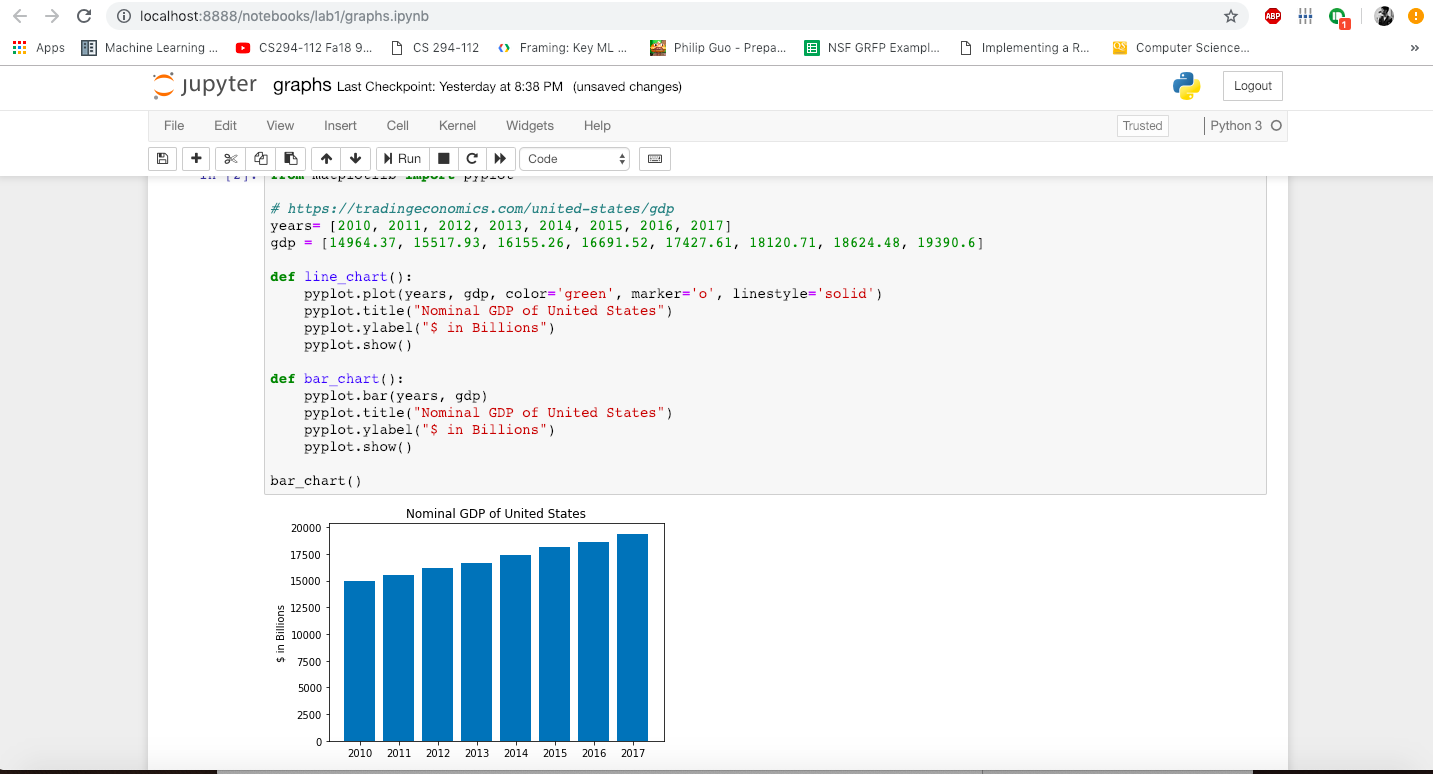 localhost:8888/notebooks/lab1/graphs.ipynb ABP 1
Apps Machine Learning ... CS294-112 Fa18 9... CS 294-112 Framing: Key ML ... Philip Guo - Prepa... NSF GRFP Exampl... Implementing a R... CS Computer Science... »
jupyter graphs Last Checkpoint: Yesterday at 8:38 PM (unsaved changes) Logout
File Edit View Insert Cell Kernel Widgets Help Trusted Python 3
Run Code
In [2]: from matplotlib import pyplot
# https://tradingeconomics.com/united-states/gdp
years= [2010, 2011, 2012, 2013, 2014, 2015, 2016, 2017]
gdp = [14964.37, 15517.93, 16155.26, 16691.52, 17427.61, 18120.71, 18624.48, 19390.6]
def line_chart():
    pyplot.plot(years, gdp, color='green', marker='o', linestyle='solid')
    pyplot.title("Nominal GDP of United States")
    pyplot.ylabel("$ in Billions")
    pyplot.show()
def bar_chart():
    pyplot.bar(years, gdp)
    pyplot.title("Nominal GDP of United States")
    pyplot.ylabel("$ in Billions")
    pyplot.show()
bar_chart()
Nominal GDP of United States
20000
17500
15000
12500
10000
7500
5000
2500
0
$ in Billions
2010 2011 2012 2013 2014 2015 2016 2017